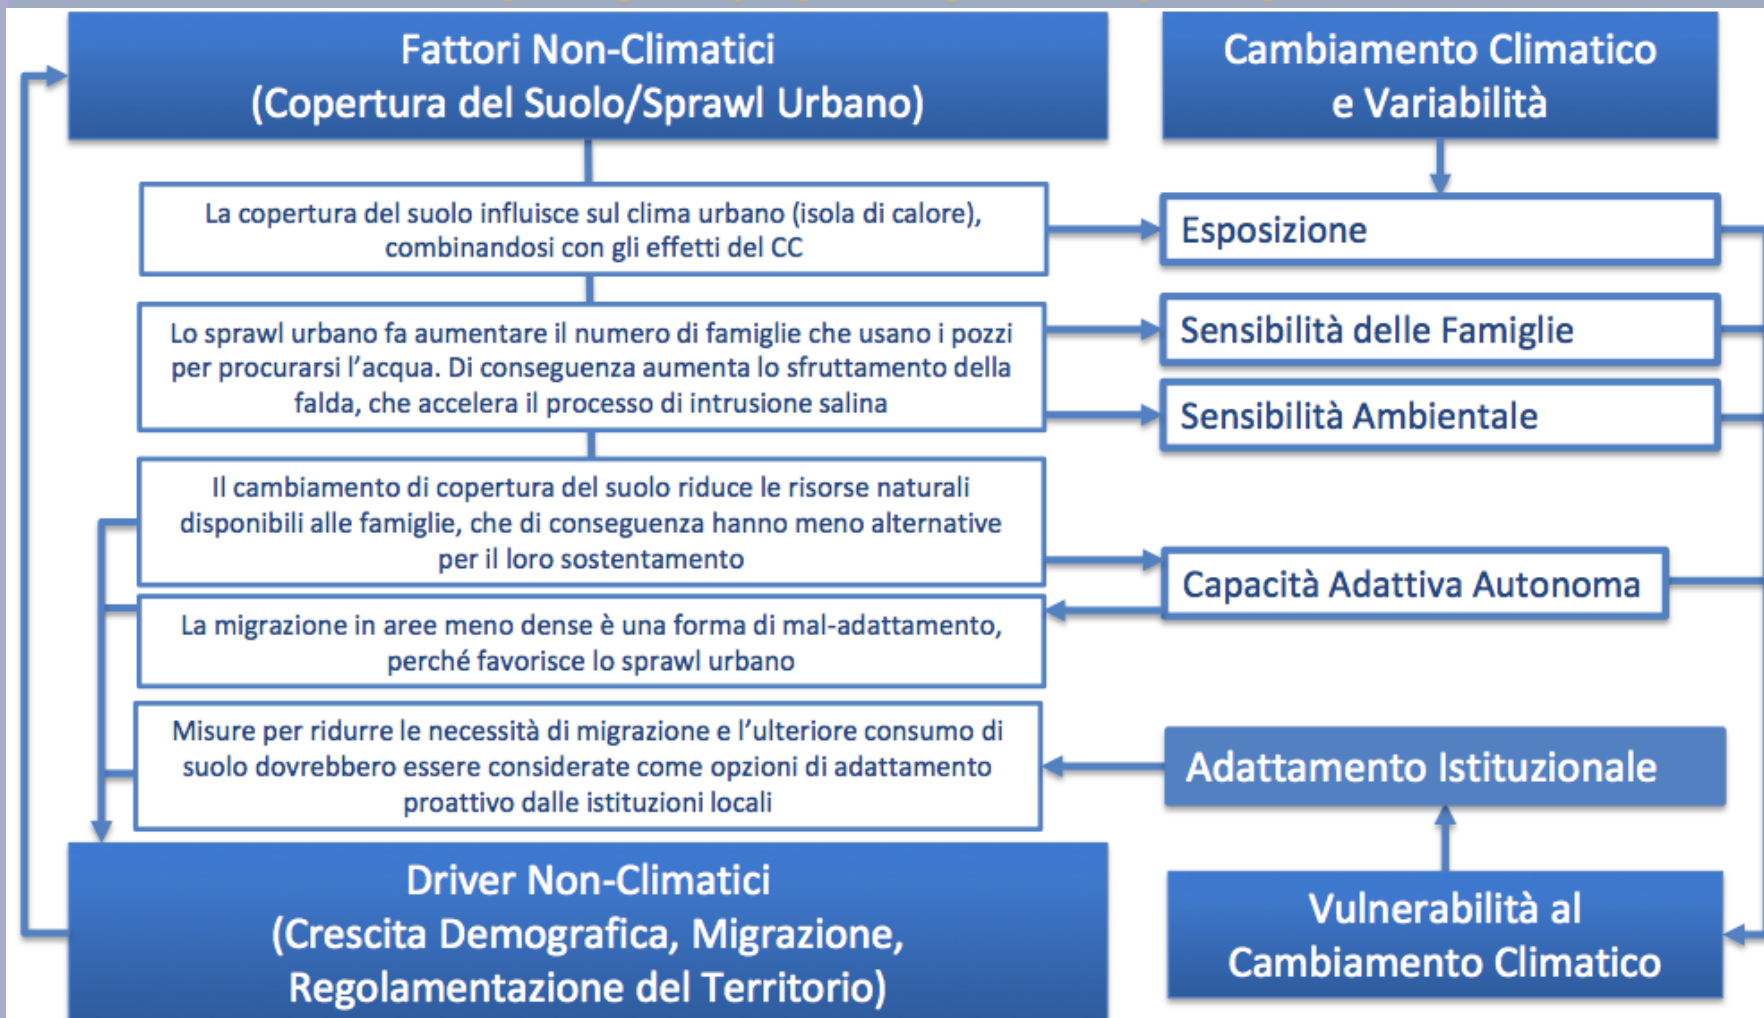 Fattori Non-Climatici
(Copertura del Suolo/Sprawl Urbano)
Cambiamento Climatico
e Variabilità
La copertura del suolo influisce sul clima urbano (isola di calore),
combinandosi con gli effetti del CC
Esposizione
Lo sprawl urbano fa aumentare il numero di famiglie che usano i pozzi
per procurarsi l'acqua. Di conseguenza aumenta lo sfruttamento della
falda, che accelera il processo di intrusione salina
Sensibilità delle Famiglie
Sensibilità Ambientale
Il cambiamento di copertura del suolo riduce le risorse naturali
disponibili alle famiglie, che di conseguenza hanno meno alternative
per il loro sostentamento
Capacità Adattiva Autonoma
La migrazione in aree meno dense è una forma di mal-adattamento,
perché favorisce lo sprawl urbano
Misure per ridurre le necessità di migrazione e l'ulteriore consumo di
suolo dovrebbero essere considerate come opzioni di adattamento
proattivo dalle istituzioni locali
Adattamento Istituzionale
Driver Non-Climatici
(Crescita Demografica, Migrazione,
Regolamentazione del Territorio)
Vulnerabilità al
Cambiamento Climatico